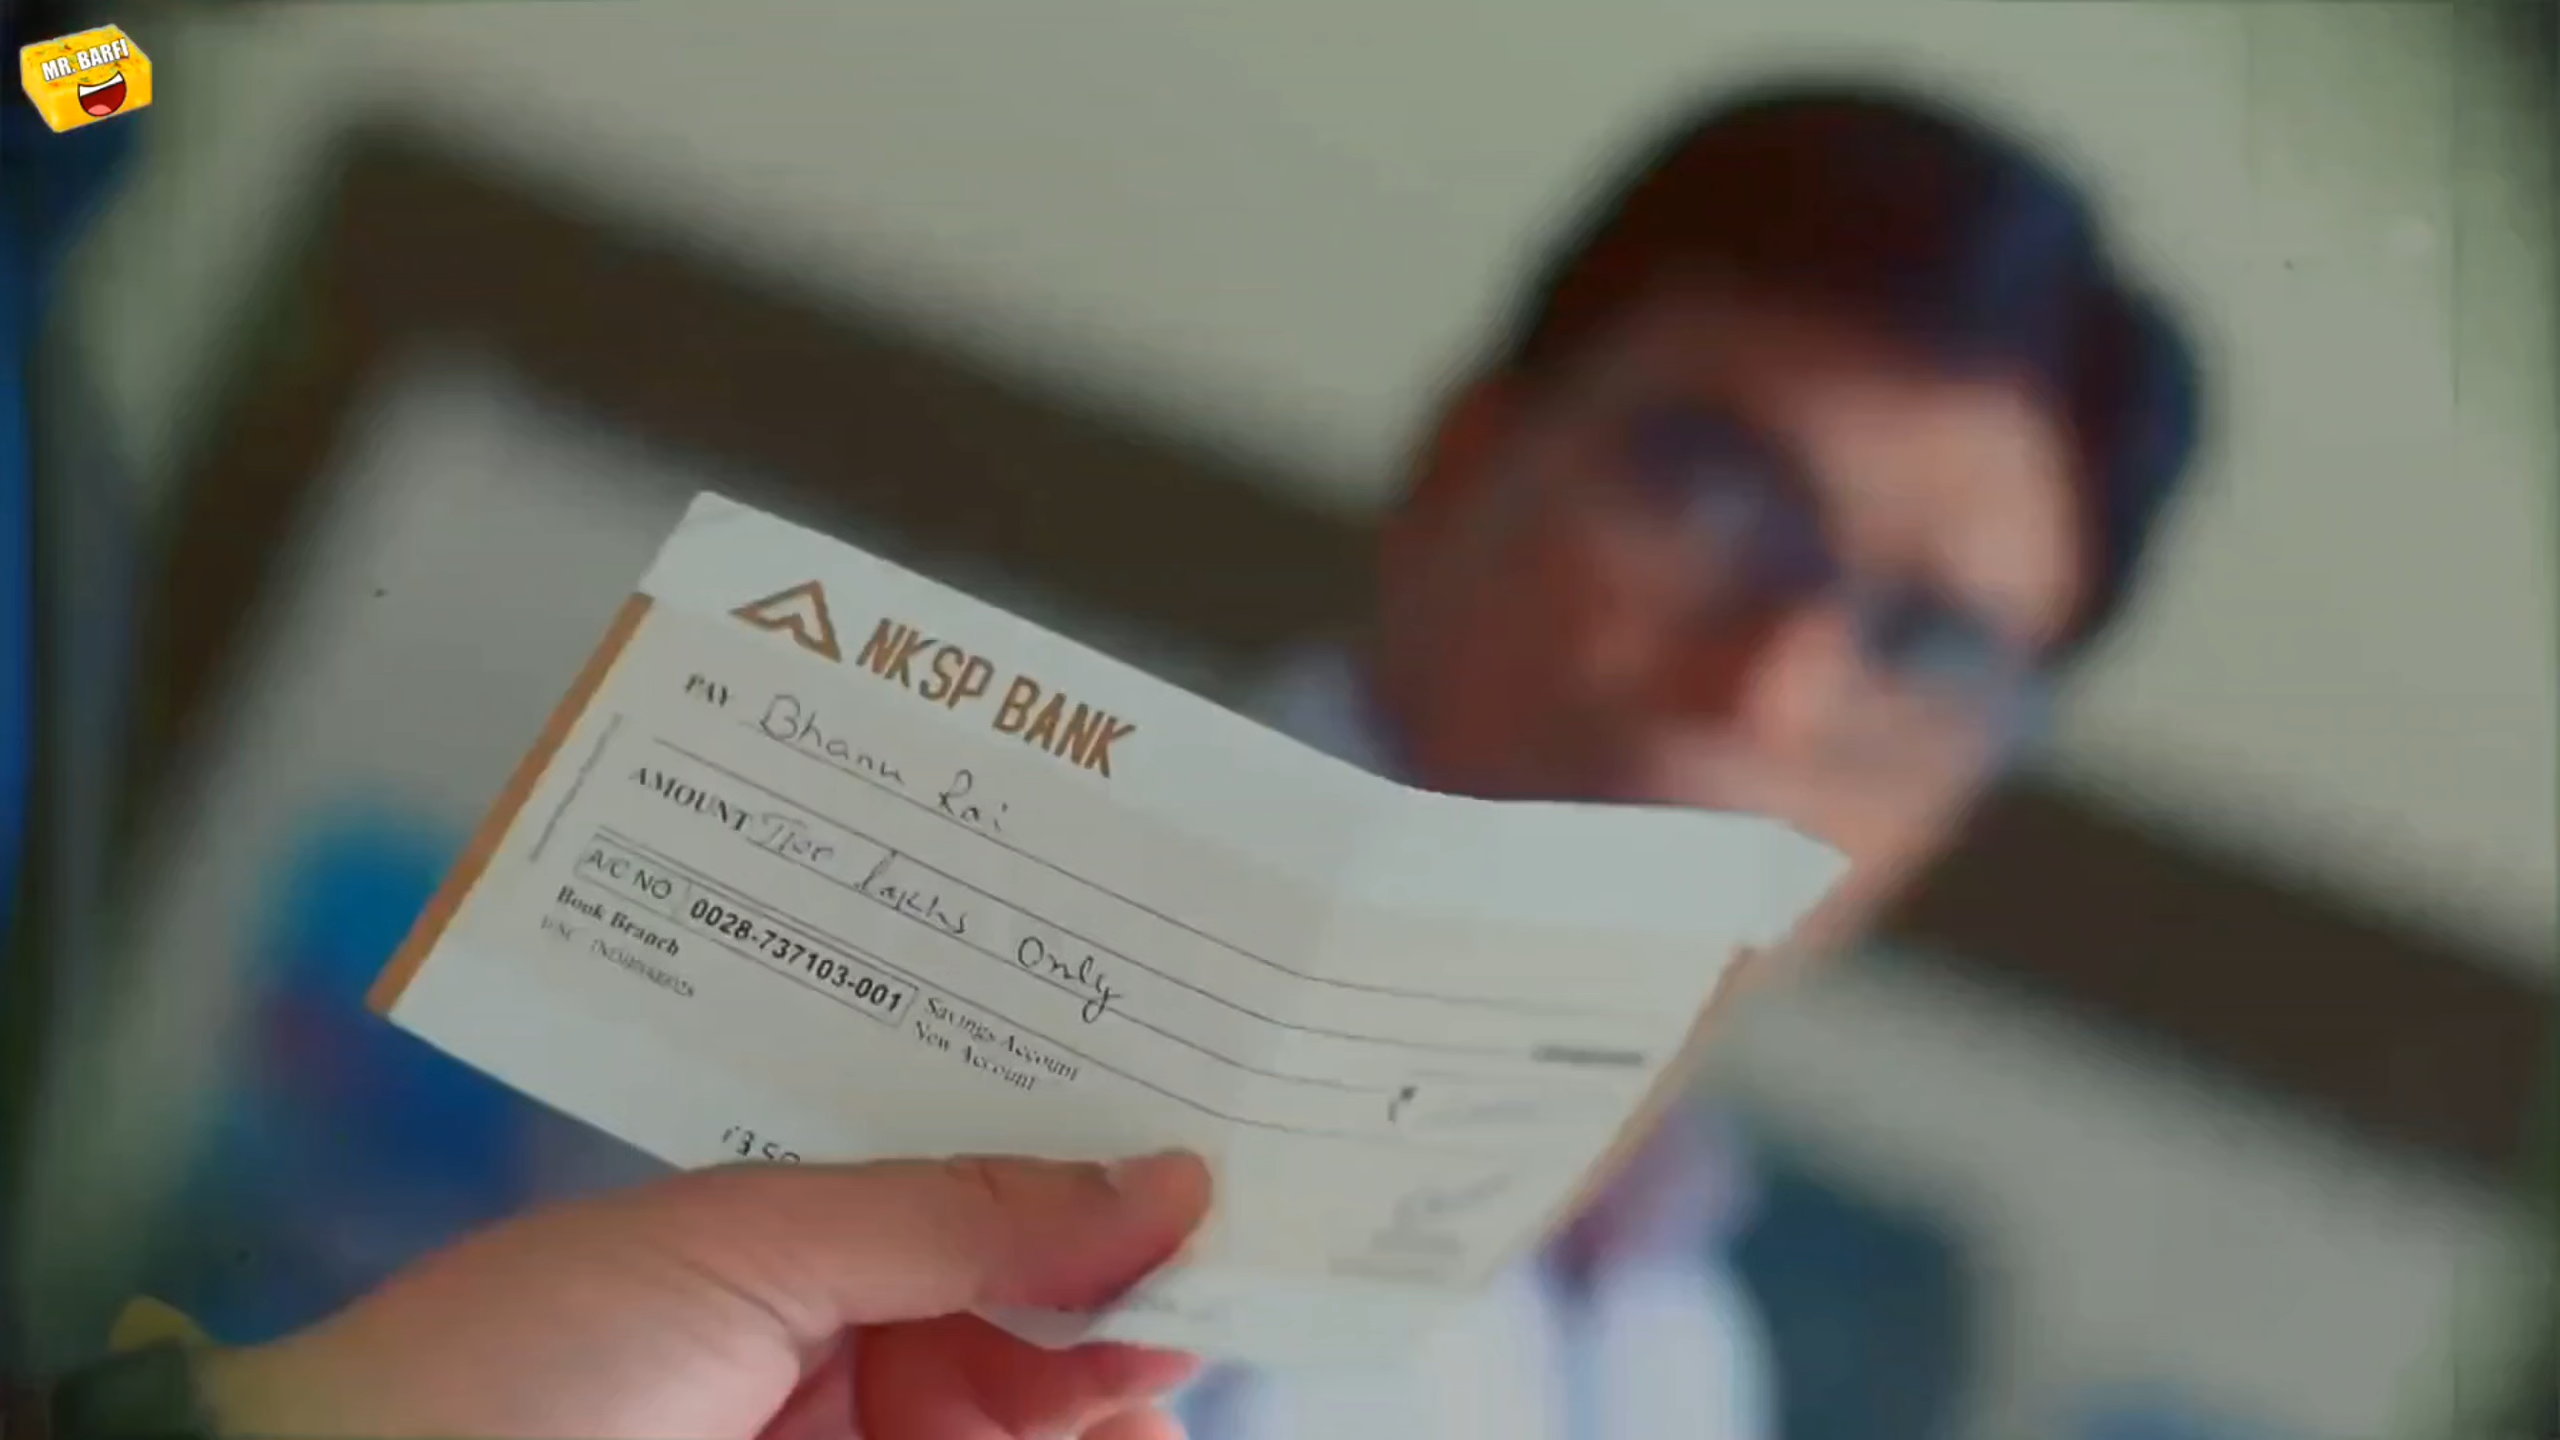 MR. BARFI
NKSP BANK
PAY Bhanu Rai
AMOUNT lakhs Only
A/C NO 0028-737103-001
Savings Account
New Account
Book Branch